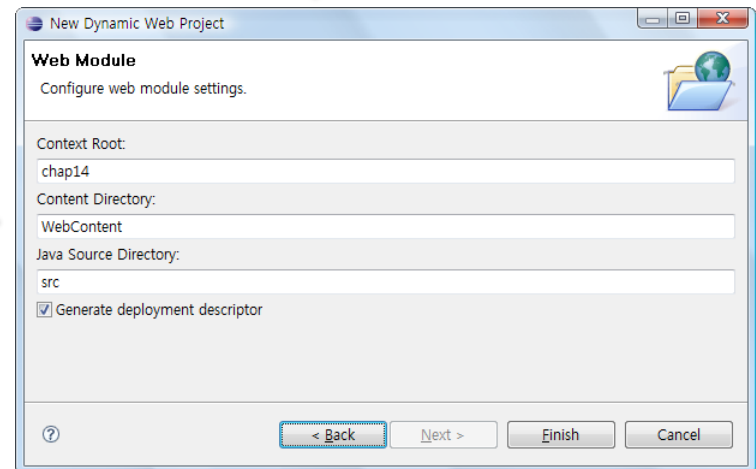 New Dynamic Web Project
Web Module
Configure web module settings.
Context Root:
chap14
Content Directory:
WebContent
Java Source Directory:
src
Generate deployment descriptor
?
< Back
Next >
Finish
Cancel